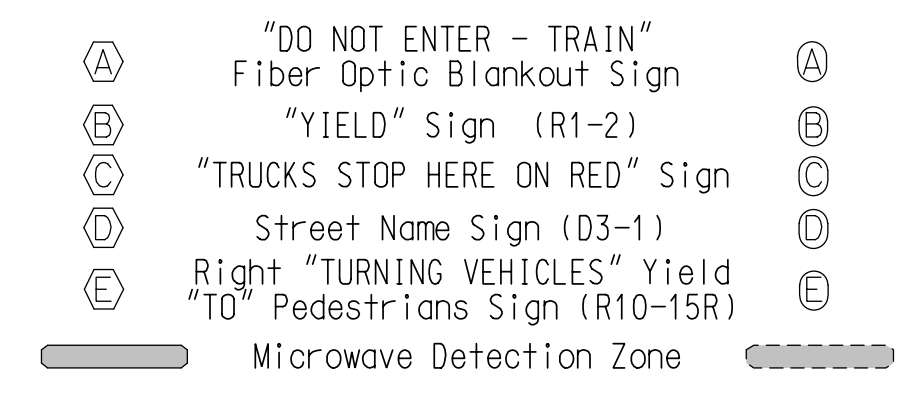 "DO NOT ENTER - TRAIN"
A Fiber Optic Blankout Sign A
B "YIELD" Sign (R1-2) B
C "TRUCKS STOP HERE ON RED" Sign C
D Street Name Sign (D3-1) D
Right "TURNING VEHICLES" Yield
E "TO" Pedestrians Sign (R10-15R) E
Microwave Detection Zone